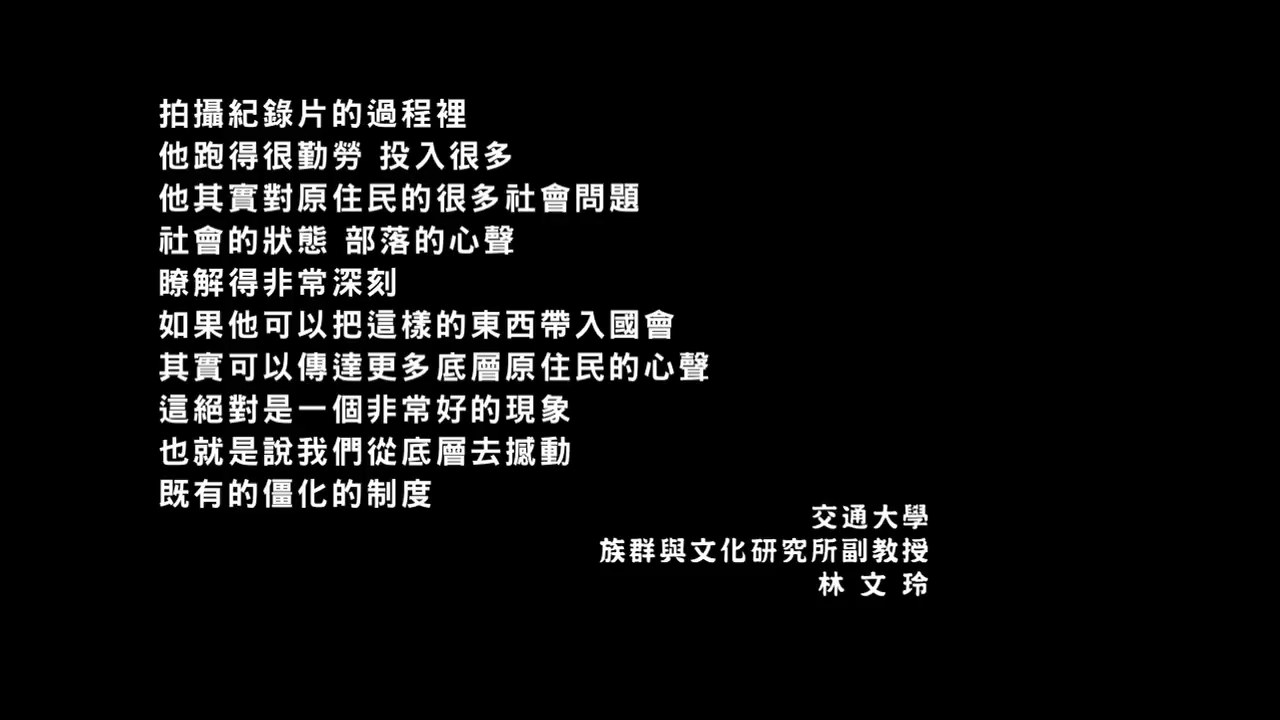 拍攝紀錄片的過程裡
他跑得很勤勞 投入很多
他其實對原住民的很多社會問題
社會的狀態 部落的心聲
瞭解得非常深刻
如果他可以把這樣的東西帶入國會
其實可以傳達更多底層原住民的心聲
這絕對是一個非常好的現象
也就是說我們從底層去撼動
既有的僵化的制度
交通大學
族群與文化研究所副教授
林 文 玲